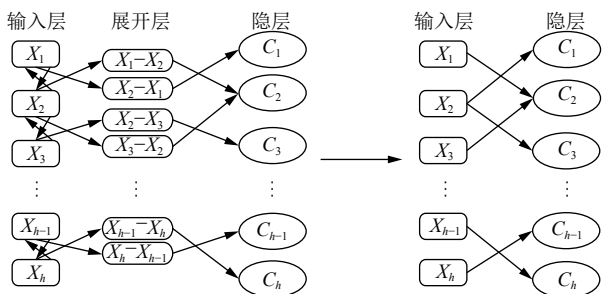 输入层 展开层 隐层 输入层 隐层
X₁ X₁−X₂ C₁ X₁ C₁
X₂ X₂−X₁ C₂ X₂ C₂
X₂−X₃
X₃ X₃−X₂ C₃ X₃ C₃
⋮ ⋮ ⋮ ⋮ ⋮
Xₕ₋₁ Xₕ₋₁−Xₕ Cₕ₋₁ Xₕ₋₁ Cₕ₋₁
Xₕ−Xₕ₋₁
Xₕ Cₕ Xₕ Cₕ